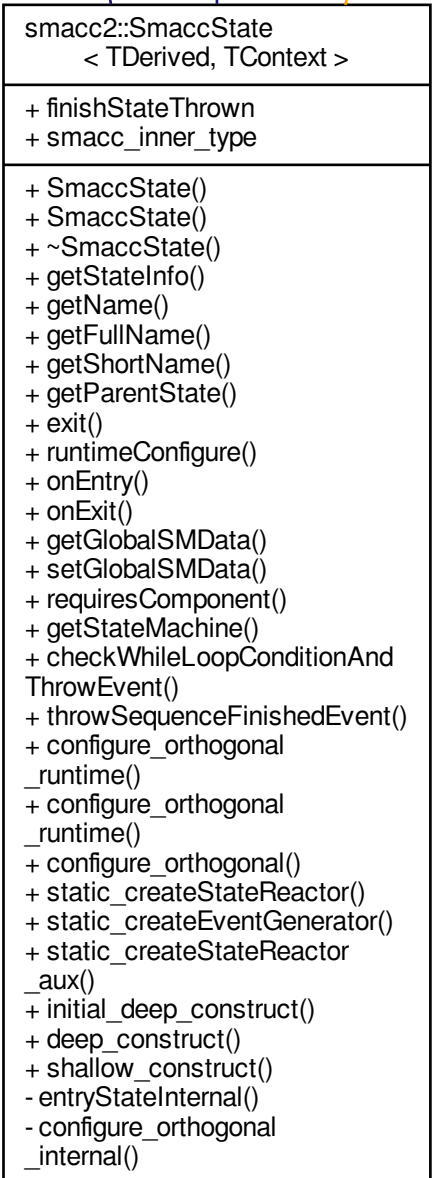 smacc2::SmaccState
< TDerived, TContext >
+ finishStateThrown
+ smacc_inner_type
+ SmaccState()
+ SmaccState()
+ ~SmaccState()
+ getStateInfo()
+ getName()
+ getFullName()
+ getShortName()
+ getParentState()
+ exit()
+ runtimeConfigure()
+ onEntry()
+ onExit()
+ getGlobalSMData()
+ setGlobalSMData()
+ requiresComponent()
+ getStateMachine()
+ checkWhileLoopConditionAnd
ThrowEvent()
+ throwSequenceFinishedEvent()
+ configure_orthogonal
_runtime()
+ configure_orthogonal
_runtime()
+ configure_orthogonal()
+ static_createStateReactor()
+ static_createEventGenerator()
+ static_createStateReactor
_aux()
+ initial_deep_construct()
+ deep_construct()
+ shallow_construct()
- entryStateInternal()
- configure_orthogonal
_internal()